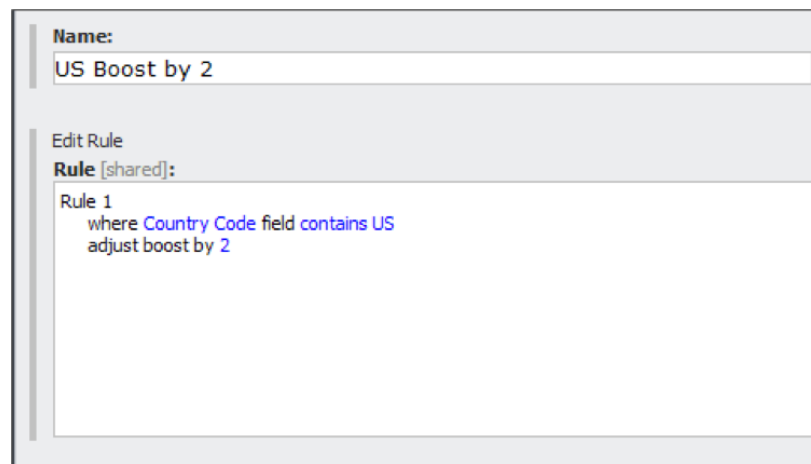 Name:
US Boost by 2
Edit Rule
Rule [shared]:
Rule 1
where Country Code field contains US
adjust boost by 2